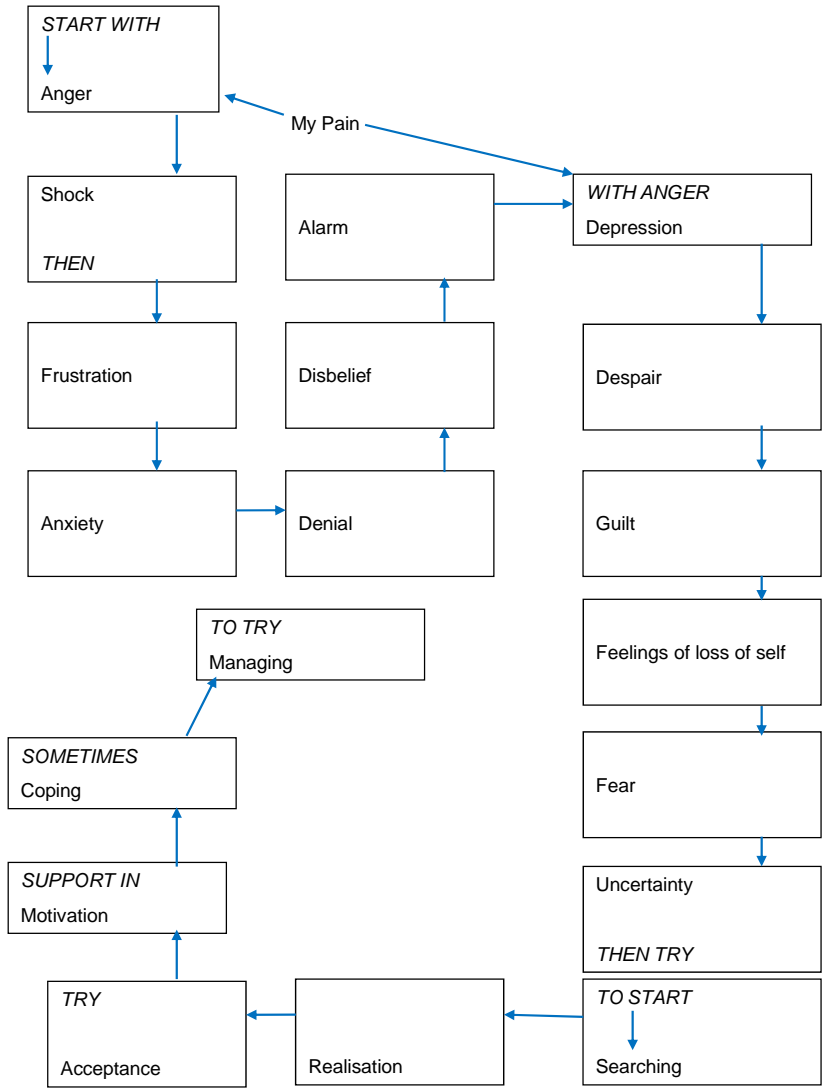 START WITH
Anger
My Pain
Shock
THEN
Frustration
Anxiety
Denial
Disbelief
Alarm
WITH ANGER
Depression
Despair
Guilt
Feelings of loss of self
Fear
Uncertainty
THEN TRY
TO START
Searching
Realisation
TRY
Acceptance
SUPPORT IN
Motivation
SOMETIMES
Coping
TO TRY
Managing